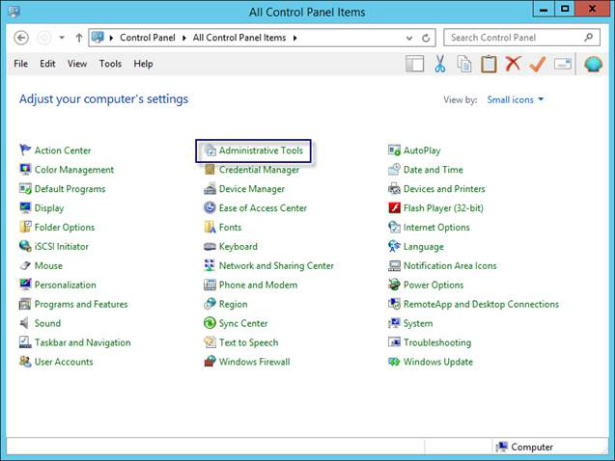 All Control Panel Items
Control Panel All Control Panel Items Search Control Panel
File Edit View Tools Help
Adjust your computer's settings View by: Small icons
Action Center Administrative Tools AutoPlay
Color Management Credential Manager Date and Time
Default Programs Device Manager Devices and Printers
Display Ease of Access Center Flash Player (32-bit)
Folder Options Fonts Internet Options
iSCSI Initiator Keyboard Language
Mouse Network and Sharing Center Notification Area Icons
Personalization Phone and Modem Power Options
Programs and Features Region RemoteApp and Desktop Connections
Sound Sync Center System
Taskbar and Navigation Text to Speech Troubleshooting
User Accounts Windows Firewall Windows Update
Computer